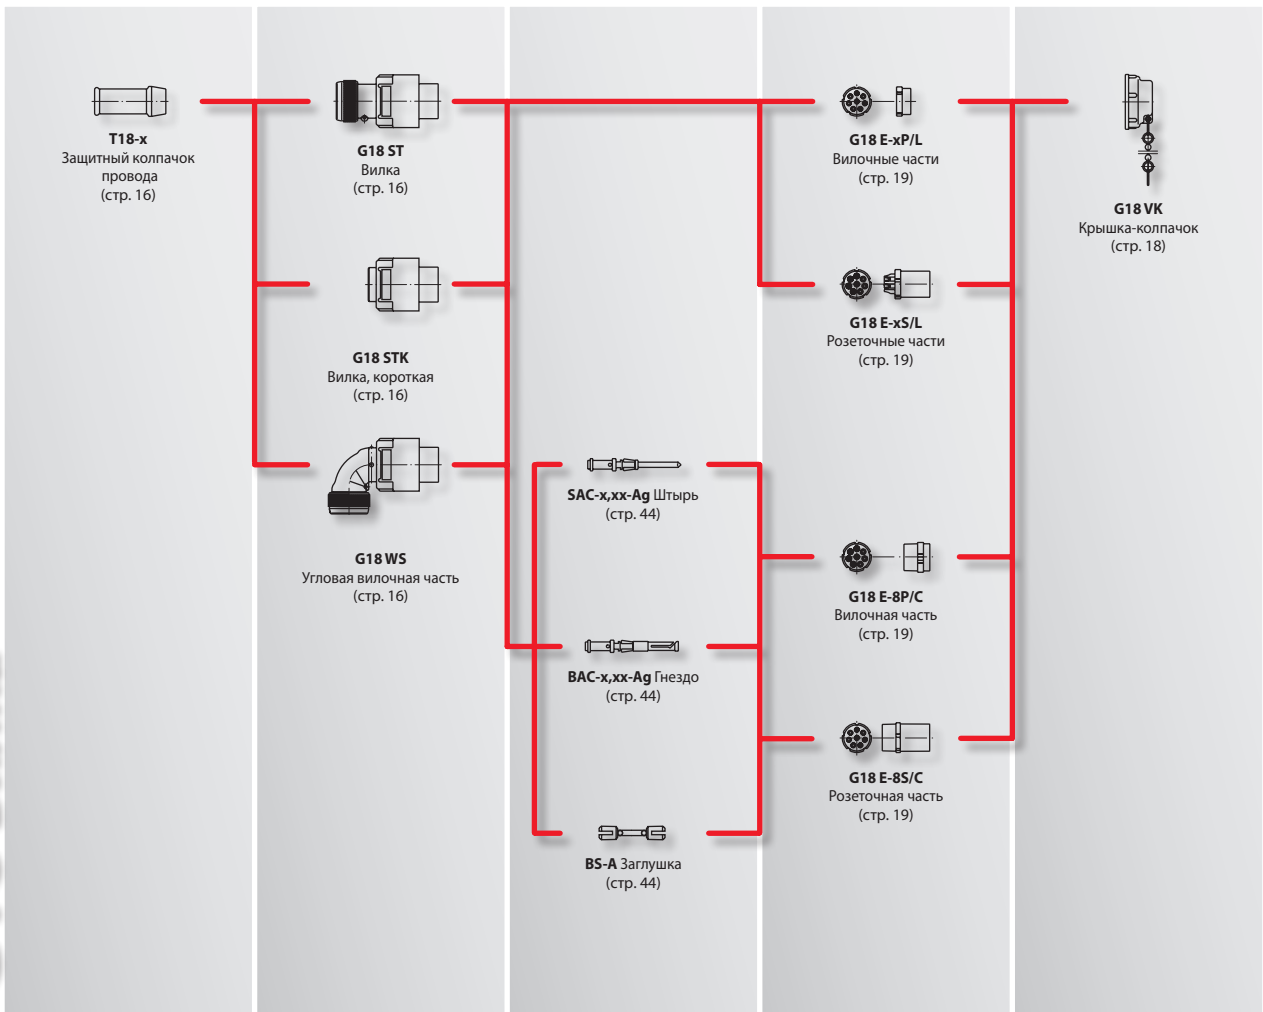 T18-x
Защитный колпачок
провода
(стр. 16)
G18 ST
Вилка
(стр. 16)
G18 STK
Вилка, короткая
(стр. 16)
G18 WS
Угловая вилочная часть
(стр. 16)
SAC-x,xx-Ag Штырь
(стр. 44)
BAC-x,xx-Ag Гнездо
(стр. 44)
BS-A Заглушка
(стр. 44)
G18 E-xP/L
Вилочные части
(стр. 19)
G18 E-xS/L
Розеточные части
(стр. 19)
G18 E-8P/C
Вилочная часть
(стр. 19)
G18 E-8S/C
Розеточная часть
(стр. 19)
G18 VK
Крышка-колпачок
(стр. 18)